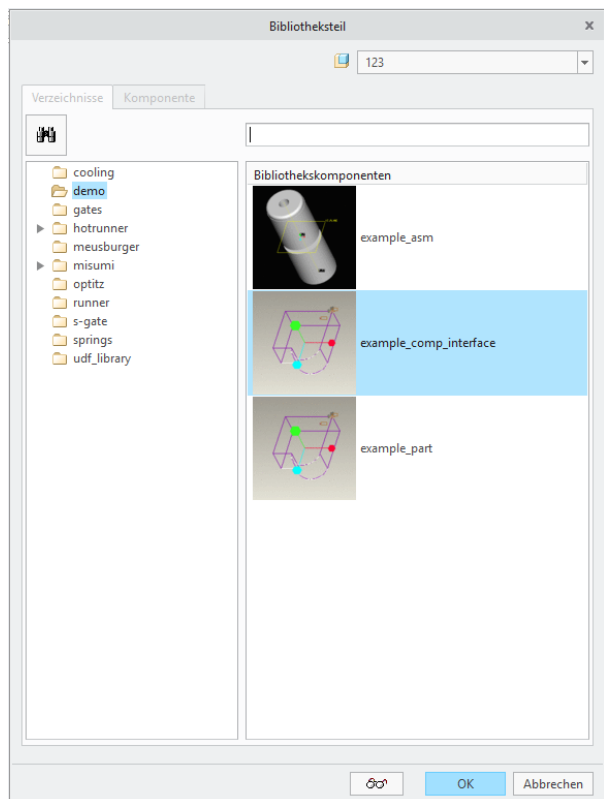 Bibliotheksteil
123
Verzeichnisse
Komponente
cooling
demo
gates
hotrunner
meusburger
misumi
optitz
runner
s-gate
springs
udf_library
Bibliothekskomponenten
example_asm
example_comp_interface
example_part
OK
Abbrechen